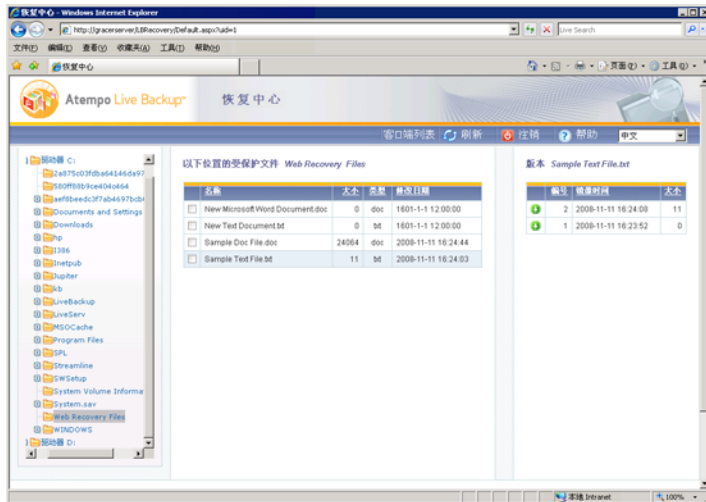 恢复中心 - Windows Internet Explorer
http://gracerserver/LBRecovery/Default.aspx?uid=1
Live Search
文件(F) 编辑(E) 查看(V) 收藏夹(A) 工具(T) 帮助(H)
恢复中心
页面(P) 工具(O)
Atempo Live Backup™
恢复中心
客户端列表 刷新 注销 帮助 中文
驱动器 C:
2a875c03fdba64146da97
580ff88b9ce404o464
aef8beedc3f7ab4697bcb
Documents and Settings
Downloads
hp
I386
Inetpub
Jupiter
kb
LiveBackup
LiveServ
MSOCache
Program Files
SPL
Streamline
SWSetup
System Volume Informa
System.sav
Web Recovery Files
WINDOWS
驱动器 D:
以下位置的受保护文件 Web Recovery Files
名称 大小 类型 修改日期
New Microsoft Word Document.doc 0 doc 1601-1-1 12:00:00
New Text Document.txt 0 txt 1601-1-1 12:00:00
Sample Doc File.doc 24064 doc 2008-11-11 16:24:44
Sample Text File.txt 11 txt 2008-11-11 16:24:03
版本 Sample Text File.txt
编号 镜像时间 大小
2 2008-11-11 16:24:08 11
1 2008-11-11 16:23:52 0
本地 Intranet 100%